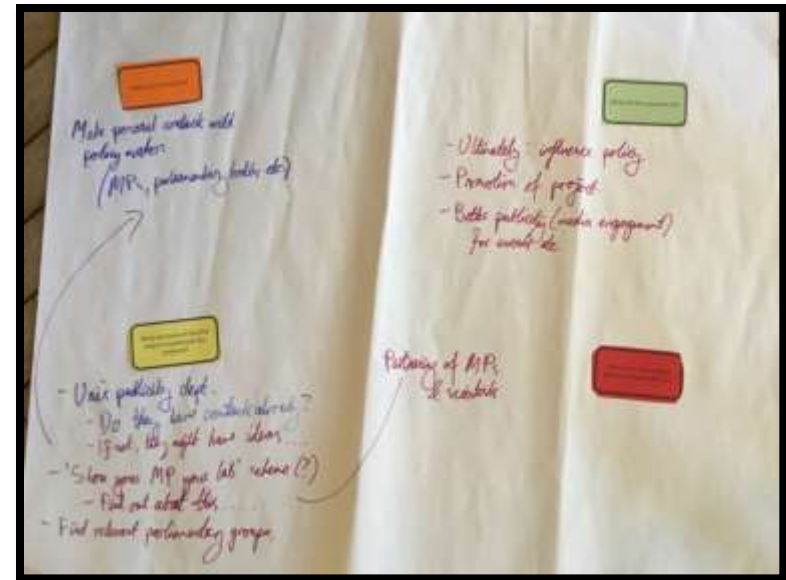 Make personal contact with
policy makers
(MPs, parliamentary bodies etc)
- Ultimately: influence policy
- Promotion of project
- Better publicity (media engagement)
for event etc
- Uni's publicity dept.
- Do they have contacts already?
- If not, they might have ideas ....
- "Show your MP your lab" scheme (?)
- Find out about this .....
- Find relevant parliamentary groups
Partnering of MPs
& scientists